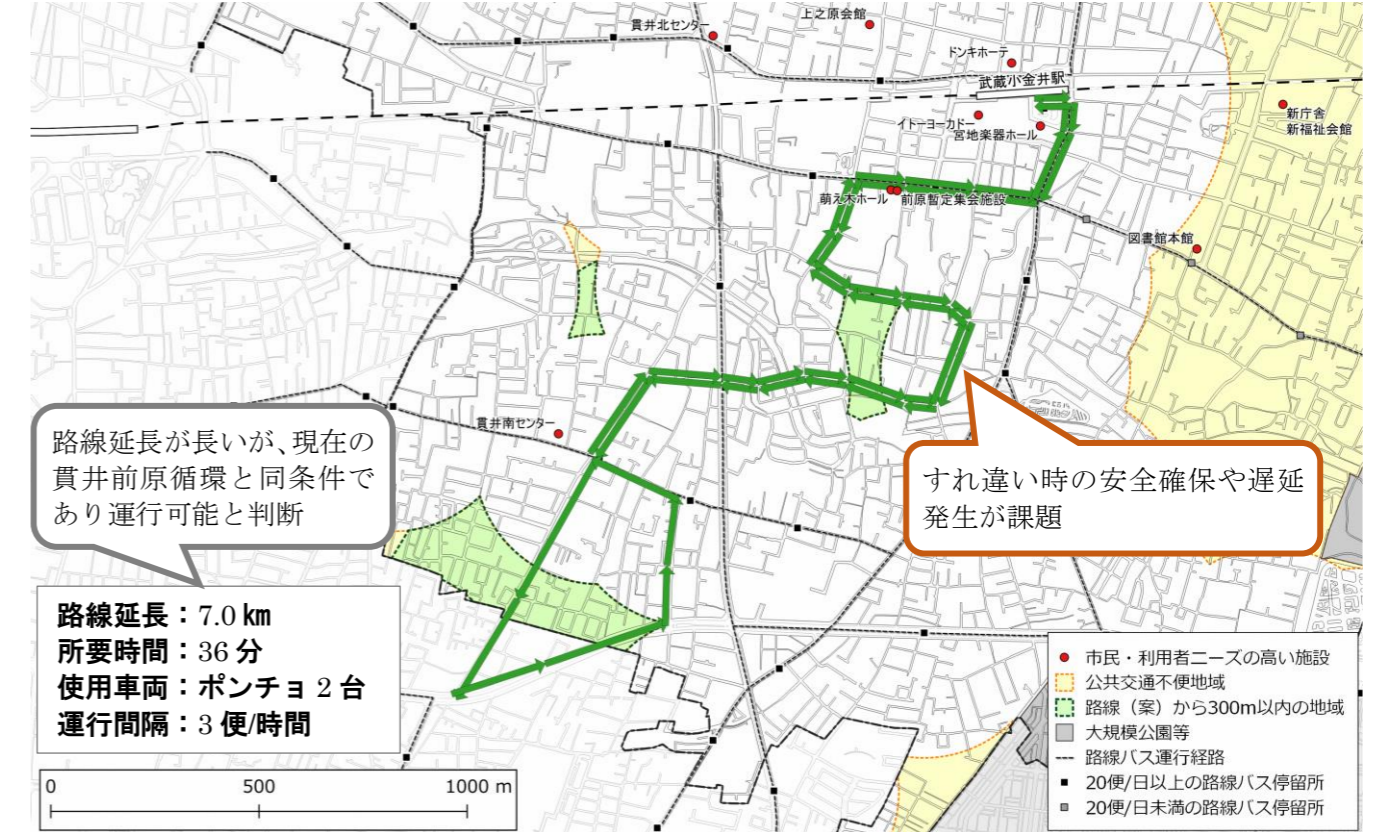 上之原会館
貫井北センター
ドンキホーテ
武蔵小金井駅
新庁舎
新福祉会館
イトーヨーカドー
宮地楽器ホール
萌え木ホール
前原暫定集会施設
図書館本館
貫井南センター
路線延長が長いが、現在の
貫井前原循環と同条件で
あり運行可能と判断
すれ違い時の安全確保や遅延
発生が課題
路線延長：7.0 km
所要時間：36 分
使用車両：ポンチョ 2 台
運行間隔：3 便/時間
0 500 1000 m
市民・利用者ニーズの高い施設
公共交通不便地域
路線（案）から300m以内の地域
大規模公園等
路線バス運行経路
20便/日以上の路線バス停留所
20便/日未満の路線バス停留所